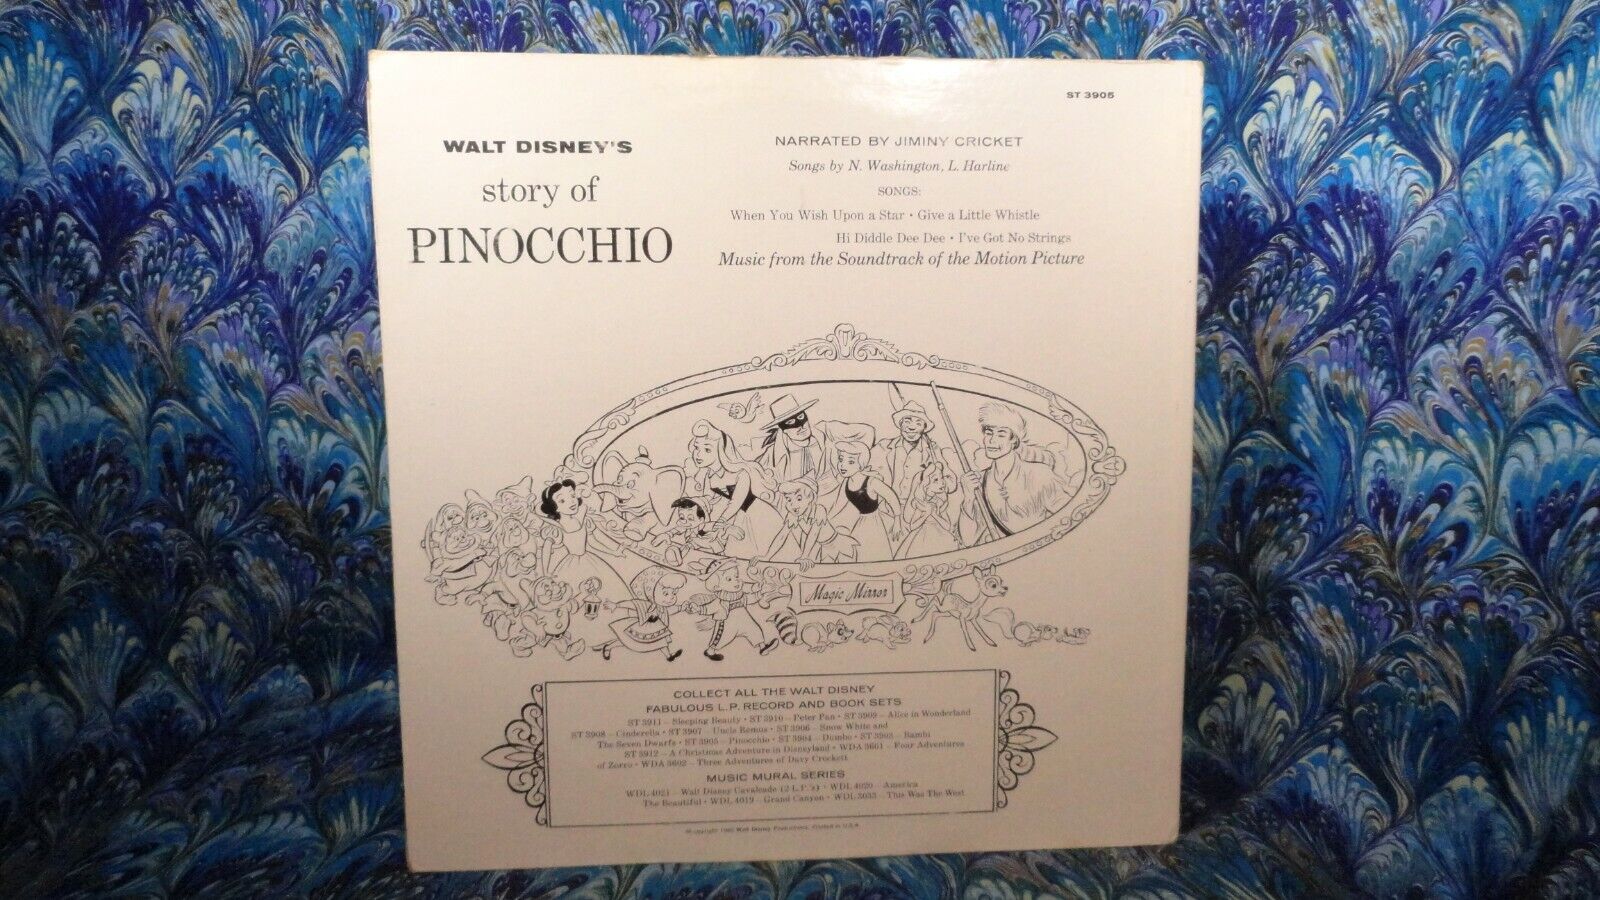 ST 3905
WALT DISNEY'S
story of
PINOCCHIO
NARRATED BY JIMINY CRICKET
Songs by N. Washington, L. Harline
SONGS:
When You Wish Upon a Star • Give a Little Whistle
Hi Diddle Dee Dee • I've Got No Strings
Music from the Soundtrack of the Motion Picture
Magic Mirror
COLLECT ALL THE WALT DISNEY
FABULOUS L.P. RECORD AND BOOK SETS
ST 3911 – Sleeping Beauty • ST 3910 – Peter Pan • ST 3909 – Alice in Wonderland
ST 3908 – Cinderella • ST 3907 – Uncle Remus • ST 3906 – Snow White and
The Seven Dwarfs • ST 3905 – Pinocchio • ST 3904 – Dumbo • ST 3903 – Bambi
ST 3912 – A Christmas Adventure in Disneyland • WDA 3601 – Four Adventures
of Zorro • WDA 3602 – Three Adventures of Davy Crockett
MUSIC MURAL SERIES
WDL 4021 – Walt Disney Cavalcade (2 L.P.'s) • WDL 4020 – America
The Beautiful • WDL 4019 – Grand Canyon • WDL 3033 – This Was The West
© Copyright Walt Disney Productions, Printed in U.S.A.